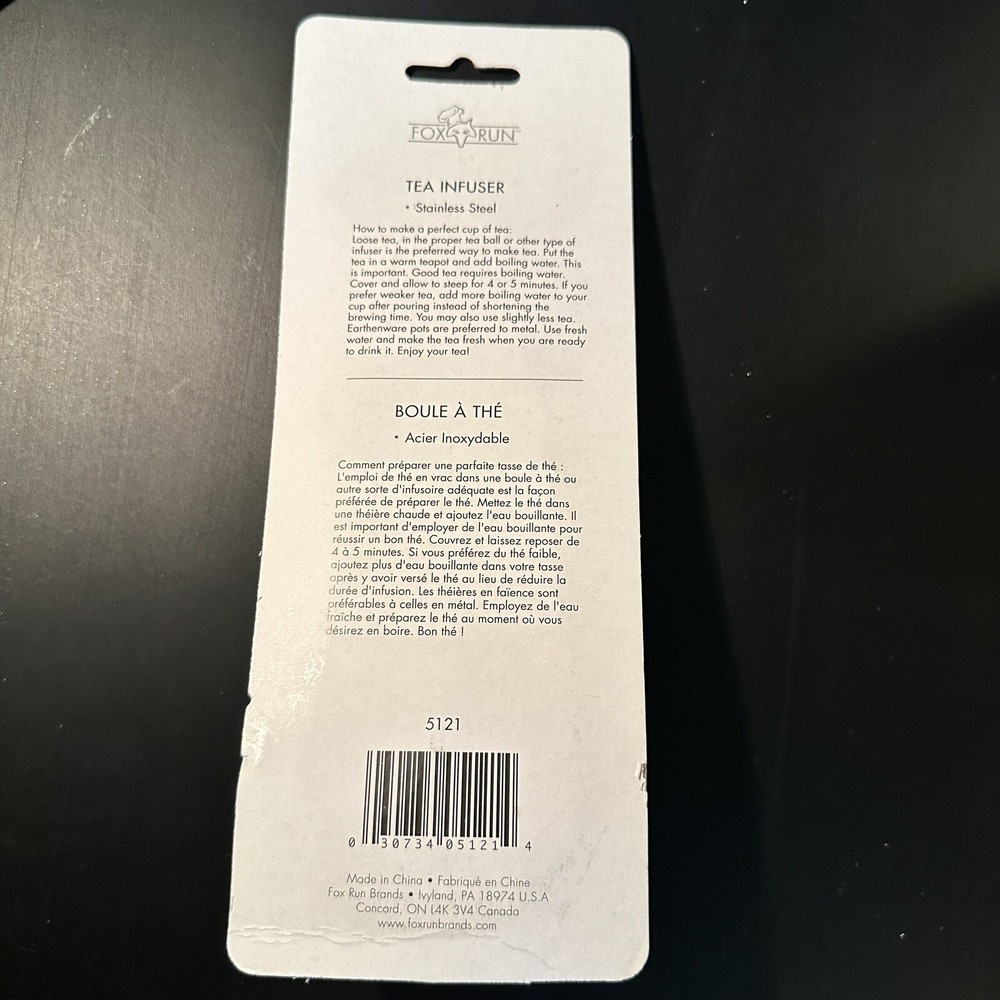 FOX RUN
TEA INFUSER
• Stainless Steel
How to make a perfect cup of tea:
Loose tea, in the proper tea ball or other type of
infuser is the preferred way to make tea. Put the
tea in a warm teapot and add boiling water. This
is important. Good tea requires boiling water.
Cover and allow to steep for 4 or 5 minutes. If you
prefer weaker tea, add more boiling water to your
cup after pouring instead of shortening the
brewing time. You may also use slightly less tea.
Earthenware pots are preferred to metal. Use fresh
water and make the tea fresh when you are ready
to drink it. Enjoy your tea!
BOULE À THÉ
• Acier Inoxydable
Comment préparer une parfaite tasse de thé :
L'emploi de thé en vrac dans une boule à thé ou
autre sorte d'infusoire adéquate est la façon
préférée de préparer le thé. Mettez le thé dans
une théière chaude et ajoutez l'eau bouillante. Il
est important d'employer de l'eau bouillante pour
réussir un bon thé. Couvrez et laissez reposer de
4 à 5 minutes. Si vous préférez du thé faible,
ajoutez plus d'eau bouillante dans votre tasse
après y avoir versé le thé au lieu de réduire la
durée d'infusion. Les théières en faïence sont
préférables à celles en métal. Employez de l'eau
fraîche et préparez le thé au moment où vous
désirez en boire. Bon thé !
5121
0 30734 05121 4
Made in China • Fabriqué en Chine
Fox Run Brands • Ivyland, PA 18974 U.S.A
Concord, ON L4K 3V4 Canada
www.foxrunbrands.com